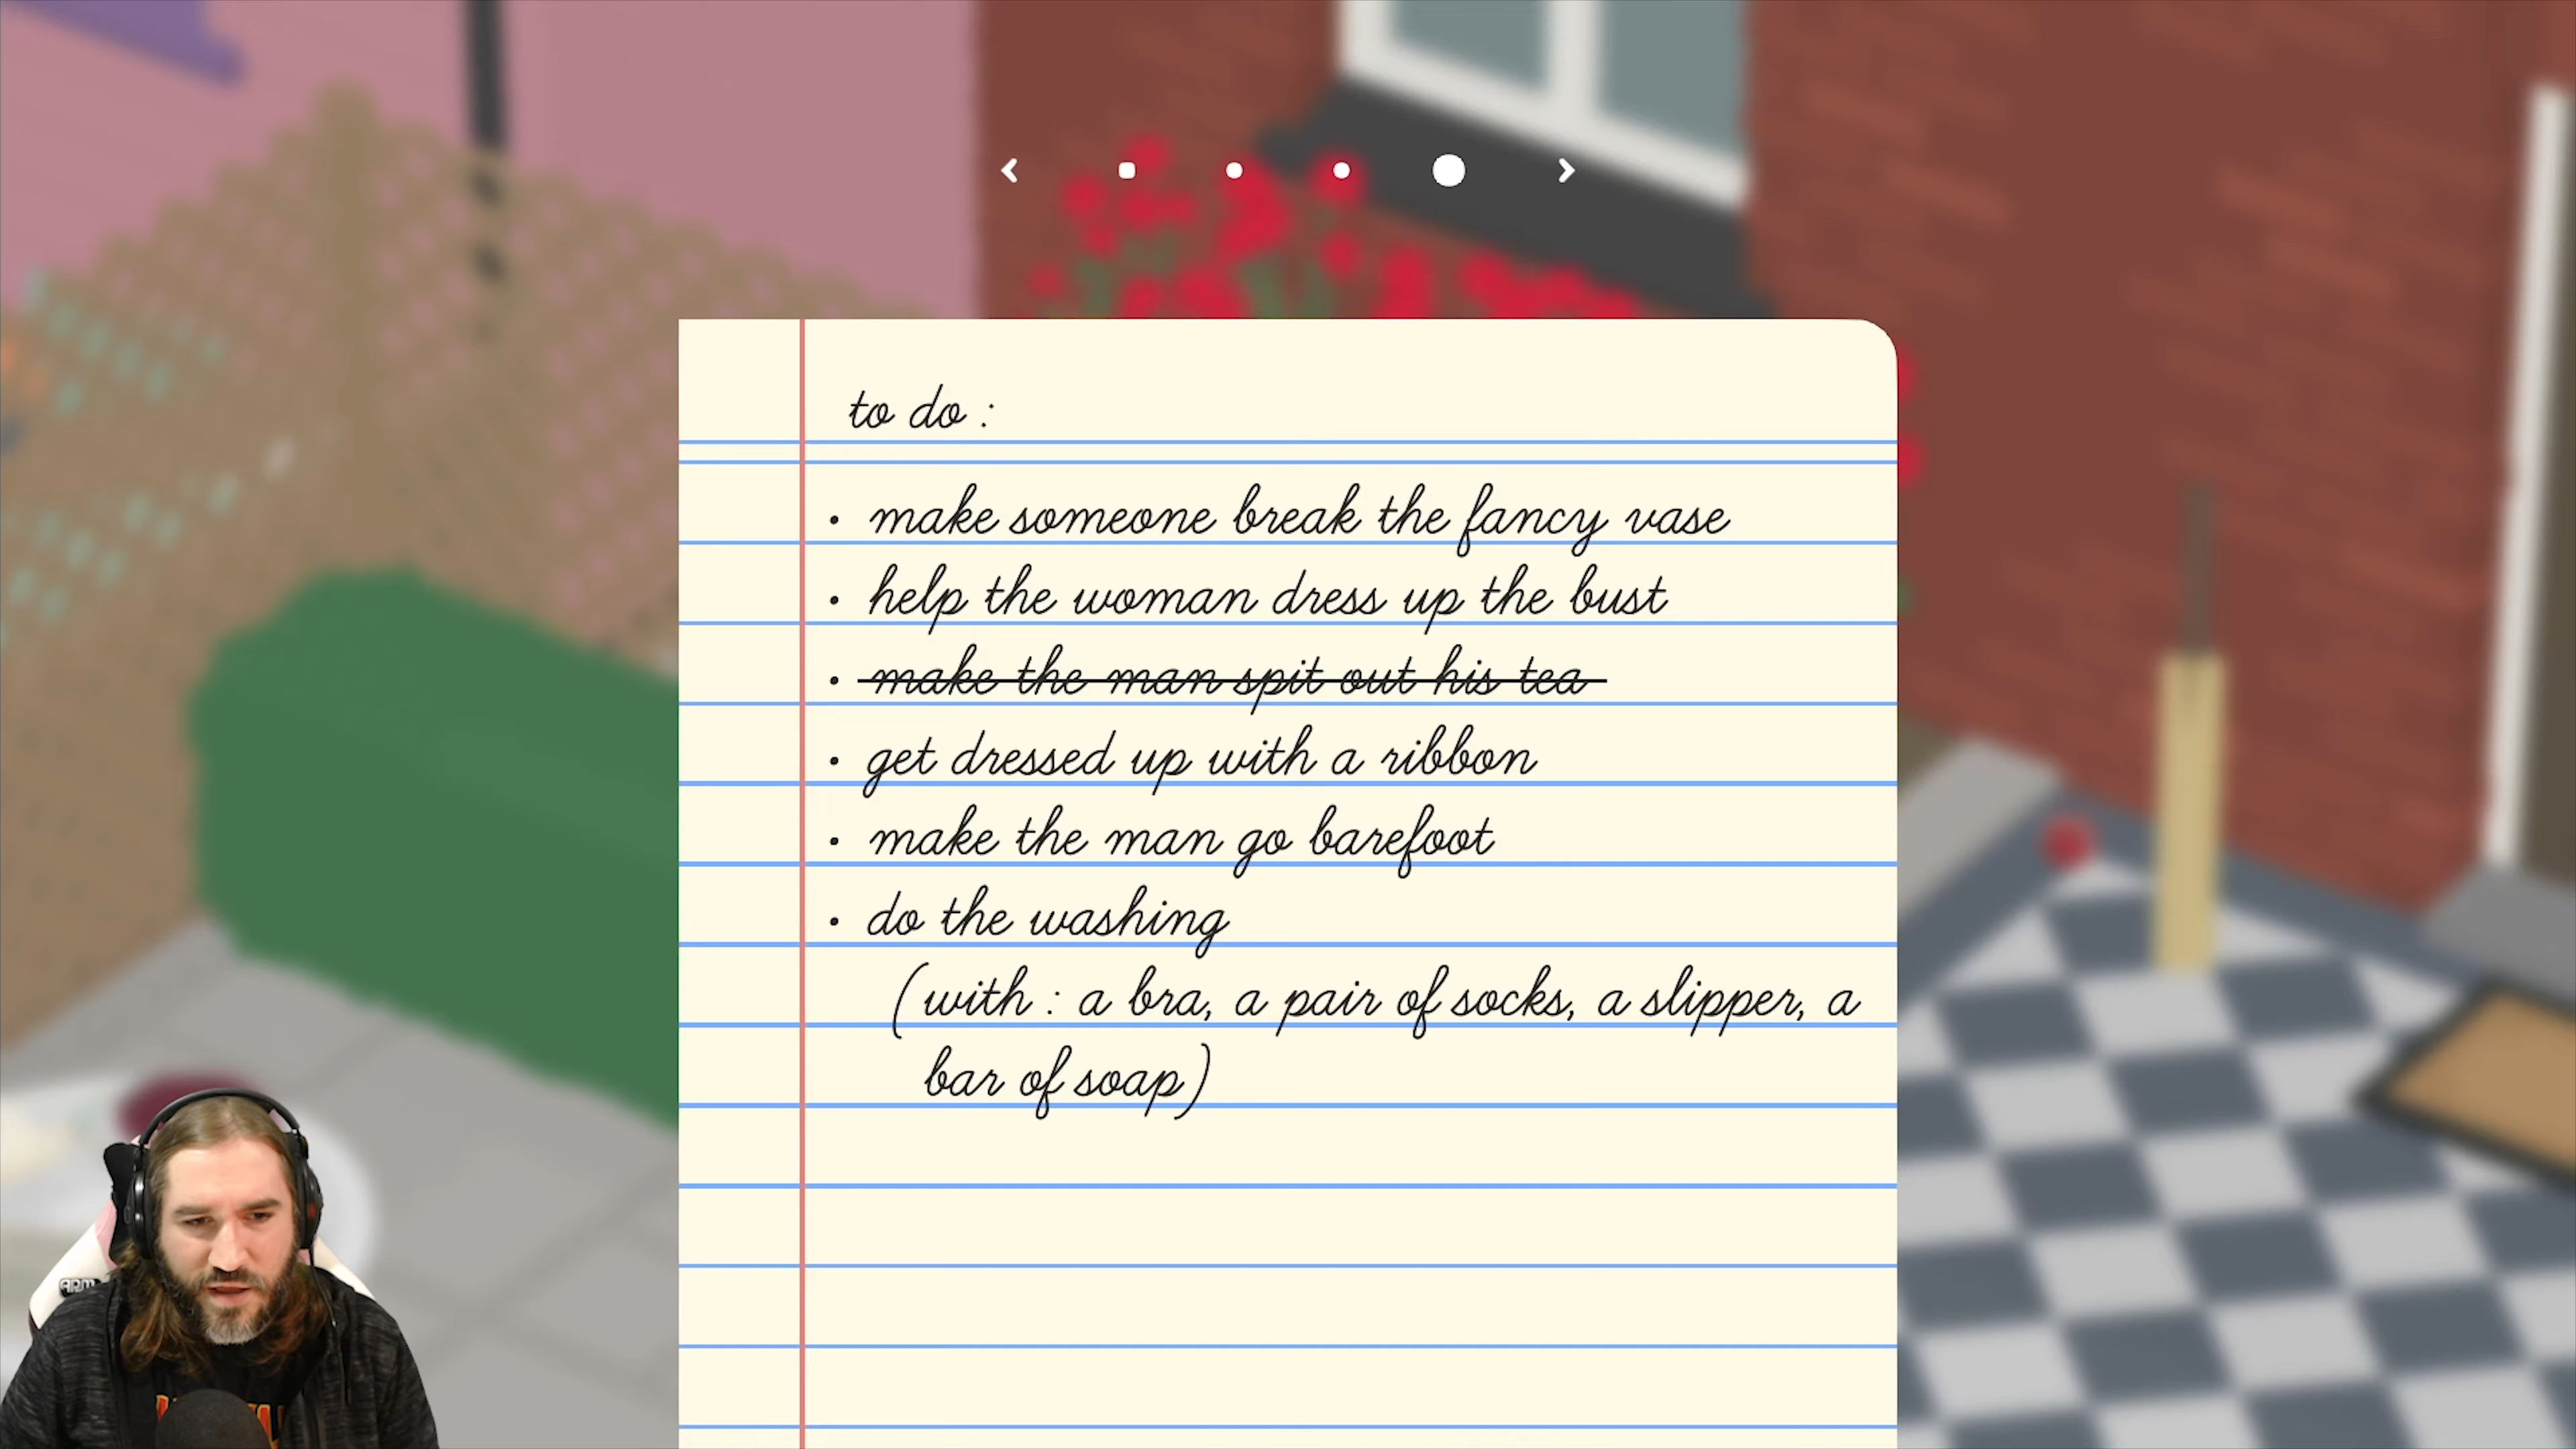 to do :
• make someone break the fancy vase
• help the woman dress up the bust
• make the man spit out his tea
• get dressed up with a ribbon
• make the man go barefoot
• do the washing
(with : a bra, a pair of socks, a slipper, a
bar of soap)